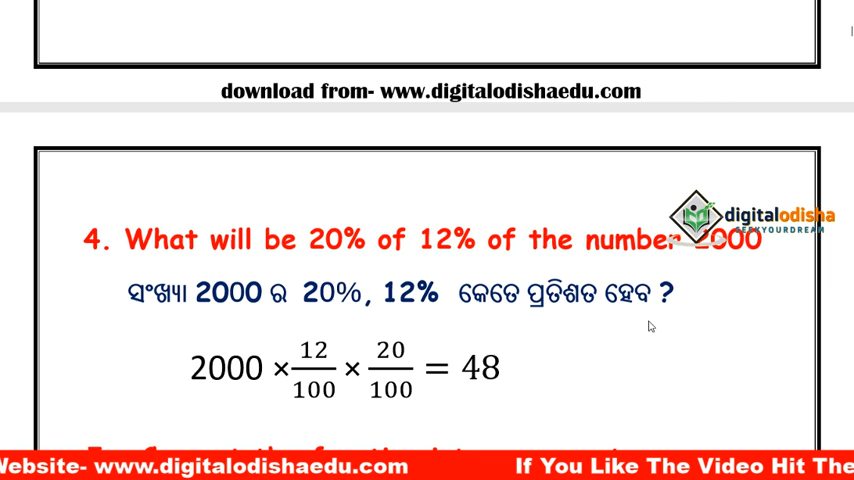 download from- www.digitalodishaedu.com
digitalodisha
SEEKYOURDREAM
4. What will be 20% of 12% of the number 2000
ସଂଖ୍ୟା 2000 ର 20%, 12% କେତେ ପ୍ରତିଶତ ହେବ ?
2000 × 12/100 × 20/100 = 48
Website- www.digitalodishaedu.com If You Like The Video Hit The